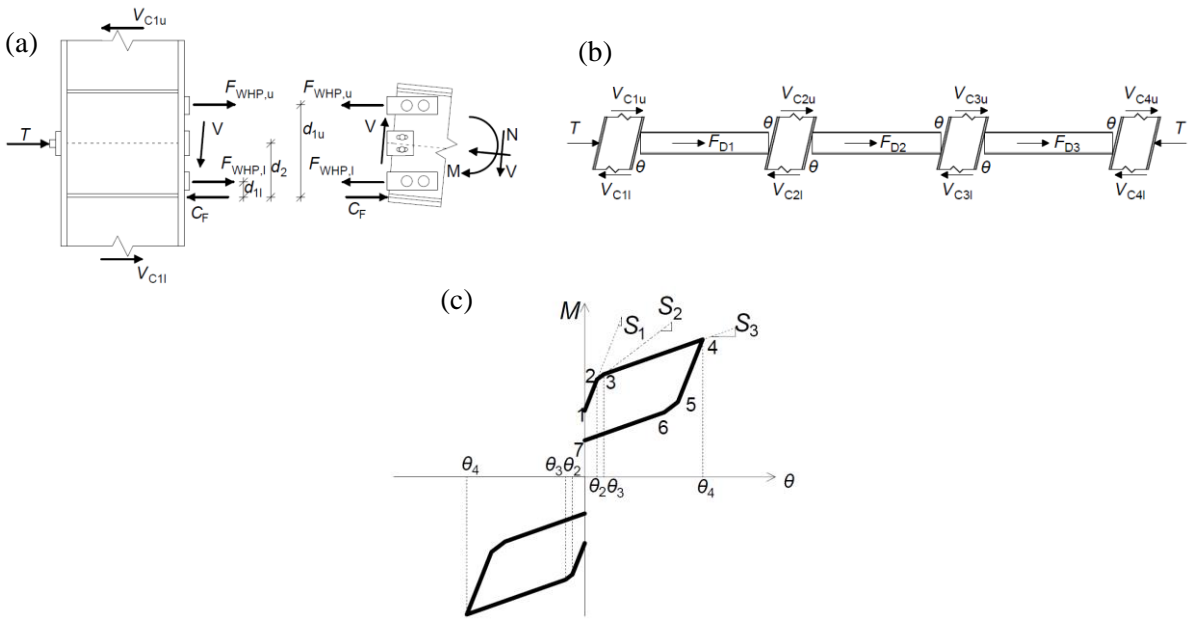 (a)
V_C1u
F_WHP,u
F_WHP,u
T
V
d_1u
V
N
d_2
F_WHP,l
F_WHP,l
M
V
d_1l
C_F
C_F
V_C1l
(b)
V_C1u
V_C2u
V_C3u
V_C4u
T
θ
θ
θ
T
F_D1
F_D2
F_D3
θ
θ
θ
V_C1l
V_C2l
V_C3l
V_C4l
(c)
M
S_1
S_2
S_3
2
3
4
1
5
6
7
θ_4
θ_3
θ_2
θ_2
θ_3
θ_4
θ